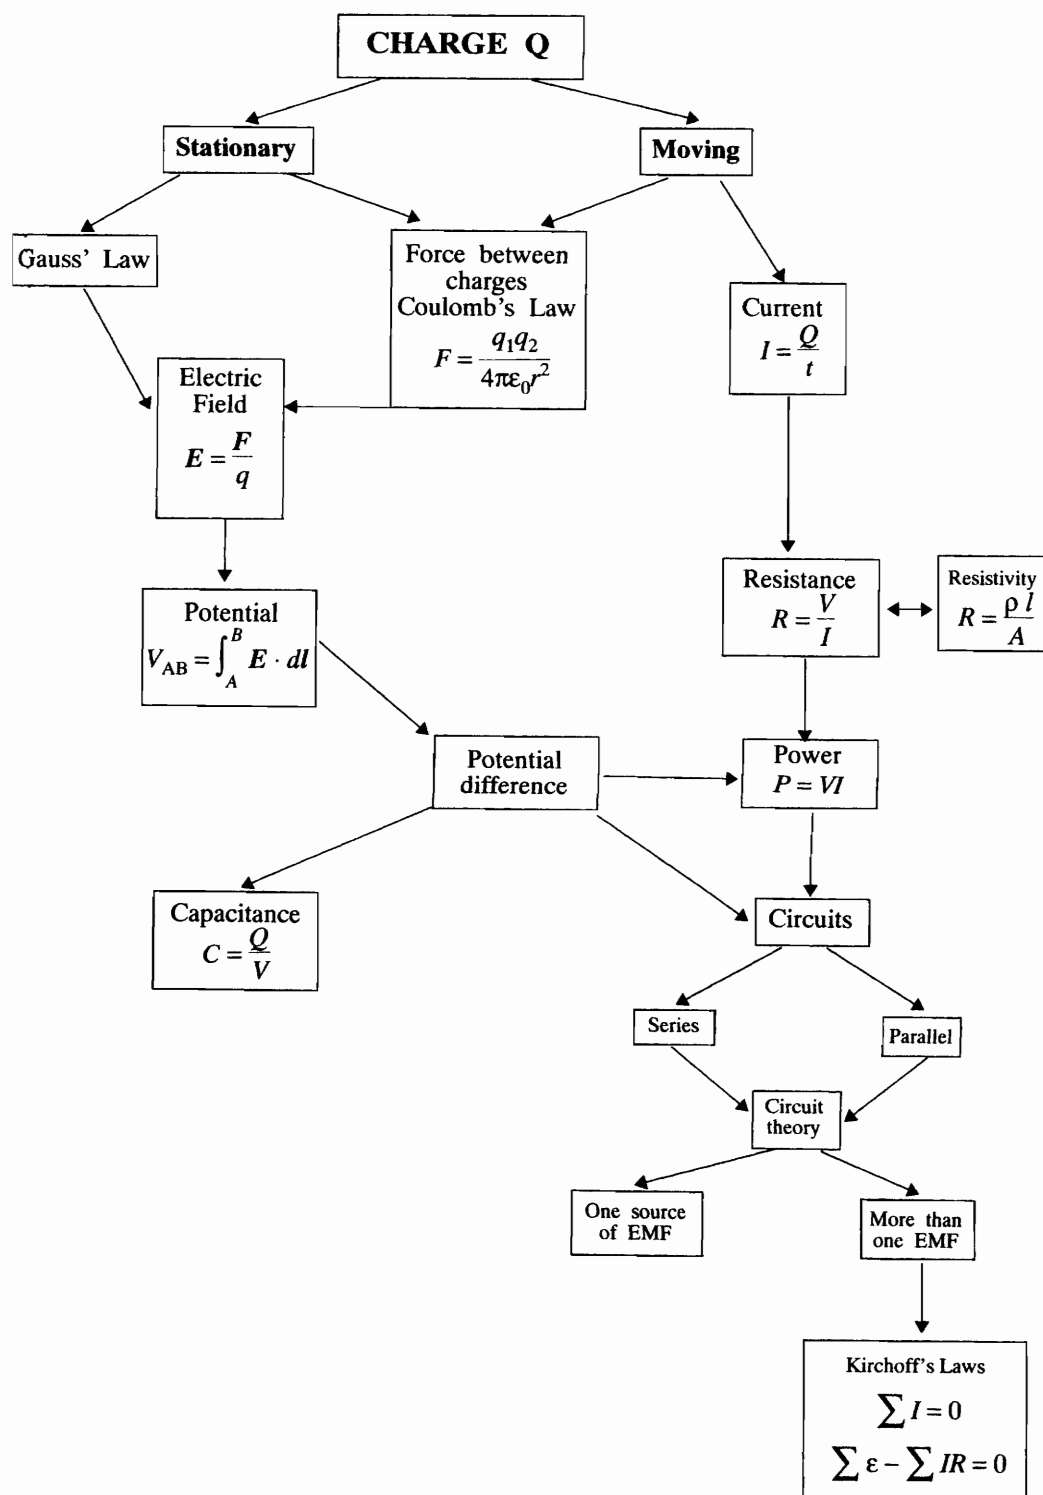 CHARGE Q
Stationary
Moving
Gauss' Law
Force between
charges
Coulomb's Law
F = q₁q₂ / 4πε₀r²
Current
I = Q / t
Electric
Field
E = F / q
Resistance
R = V / I
Resistivity
R = ρ l / A
Potential
V_AB = ∫_A^B E · dl
Potential
difference
Power
P = VI
Capacitance
C = Q / V
Circuits
Series
Parallel
Circuit
theory
One source
of EMF
More than
one EMF
Kirchoff's Laws
∑ I = 0
∑ ε − ∑ IR = 0